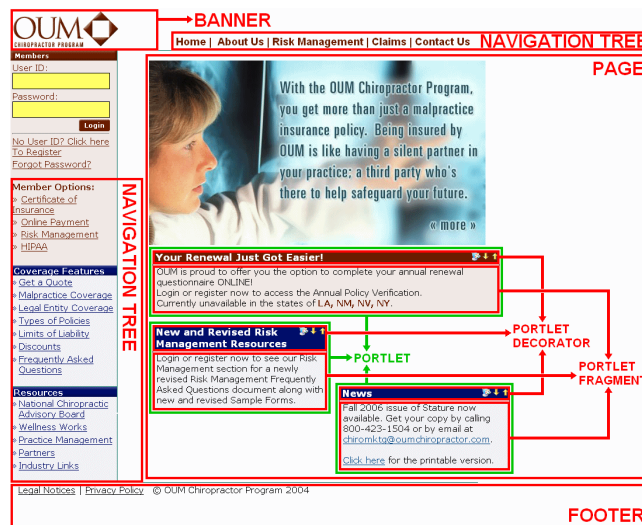 OUM
CHIROPRACTOR PROGRAM
BANNER
Home | About Us | Risk Management | Claims | Contact Us
NAVIGATION TREE
PAGE
Members
User ID:
Password:
Login
No User ID? Click here
To Register
Forgot Password?
Member Options:
» Certificate of
Insurance
» Online Payment
» Risk Management
» HIPAA
Coverage Features
» Get a Quote
» Malpractice Coverage
» Legal Entity Coverage
» Types of Policies
» Limits of Liability
» Discounts
» Frequently Asked
Questions
Resources
» National Chiropractic
Advisory Board
» Wellness Works
» Practice Management
» Partners
» Industry Links
NAVIGATION TREE
With the OUM Chiropractor Program,
you get more than just a malpractice
insurance policy. Being insured by
OUM is like having a silent partner in
your practice; a third party who's
there to help safeguard your future.
« more »
Your Renewal Just Got Easier!
OUM is proud to offer you the option to complete your annual renewal
questionnaire ONLINE!
Login or register now to access the Annual Policy Verification.
Currently unavailable in the states of LA, NM, NV, NY.
New and Revised Risk
Management Resources
Login or register now to see our Risk
Management section for a newly
revised Risk Management Frequently
Asked Questions document along with
new and revised Sample Forms.
PORTLET
PORTLET
DECORATOR
PORTLET
FRAGMENT
News
Fall 2006 issue of Stature now
available. Get your copy by calling
800-423-1504 or by email at
chiromktg@oumchiropractor.com.
Click here for the printable version.
Legal Notices | Privacy Policy © OUM Chiropractor Program 2004
FOOTER